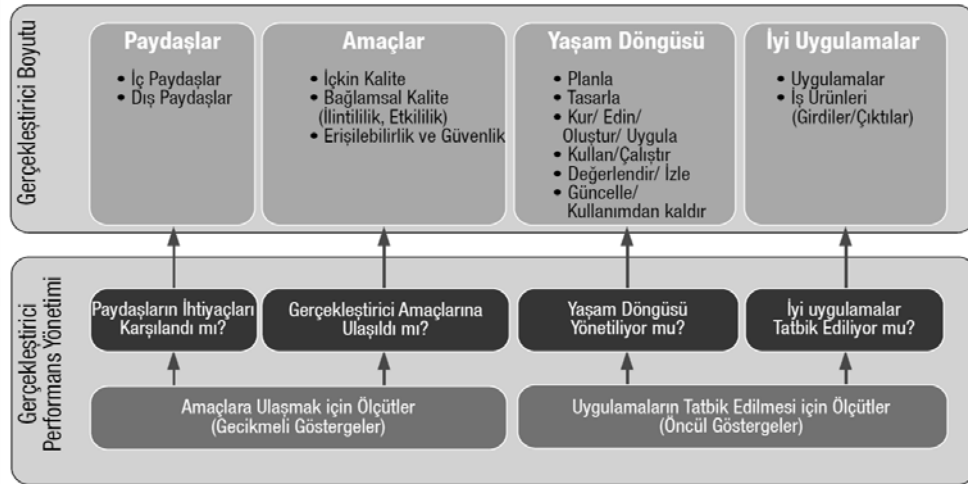 Gerçekleştirici Boyutu
Paydaşlar
• İç Paydaşlar
• Dış Paydaşlar
Amaçlar
• İçkin Kalite
• Bağlamsal Kalite
(İlintililik, Etkililik)
• Erişilebilirlik ve Güvenlik
Yaşam Döngüsü
• Planla
• Tasarla
• Kur/ Edin/
Oluştur/ Uygula
• Kullan/Çalıştır
• Değerlendir/ İzle
• Güncelle/
Kullanımdan kaldır
İyi Uygulamalar
• Uygulamalar
• İş Ürünleri
(Girdiler/Çıktılar)
Gerçekleştirici
Performans Yönetimi
Paydaşların İhtiyaçları
Karşılandı mı?
Gerçekleştirici Amaçlarına
Ulaşıldı mı?
Yaşam Döngüsü
Yönetiliyor mu?
İyi uygulamalar
Tatbik Ediliyor mu?
Amaçlara Ulaşmak için Ölçütler
(Gecikmeli Göstergeler)
Uygulamaların Tatbik Edilmesi için Ölçütler
(Öncül Göstergeler)